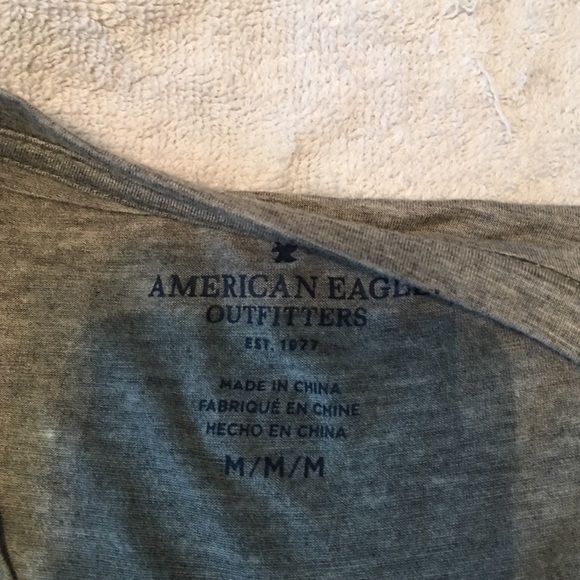 AMERICAN EAGLE
OUTFITTERS
EST. 1977
MADE IN CHINA
FABRIQUÉ EN CHINE
HECHO EN CHINA
M/M/M